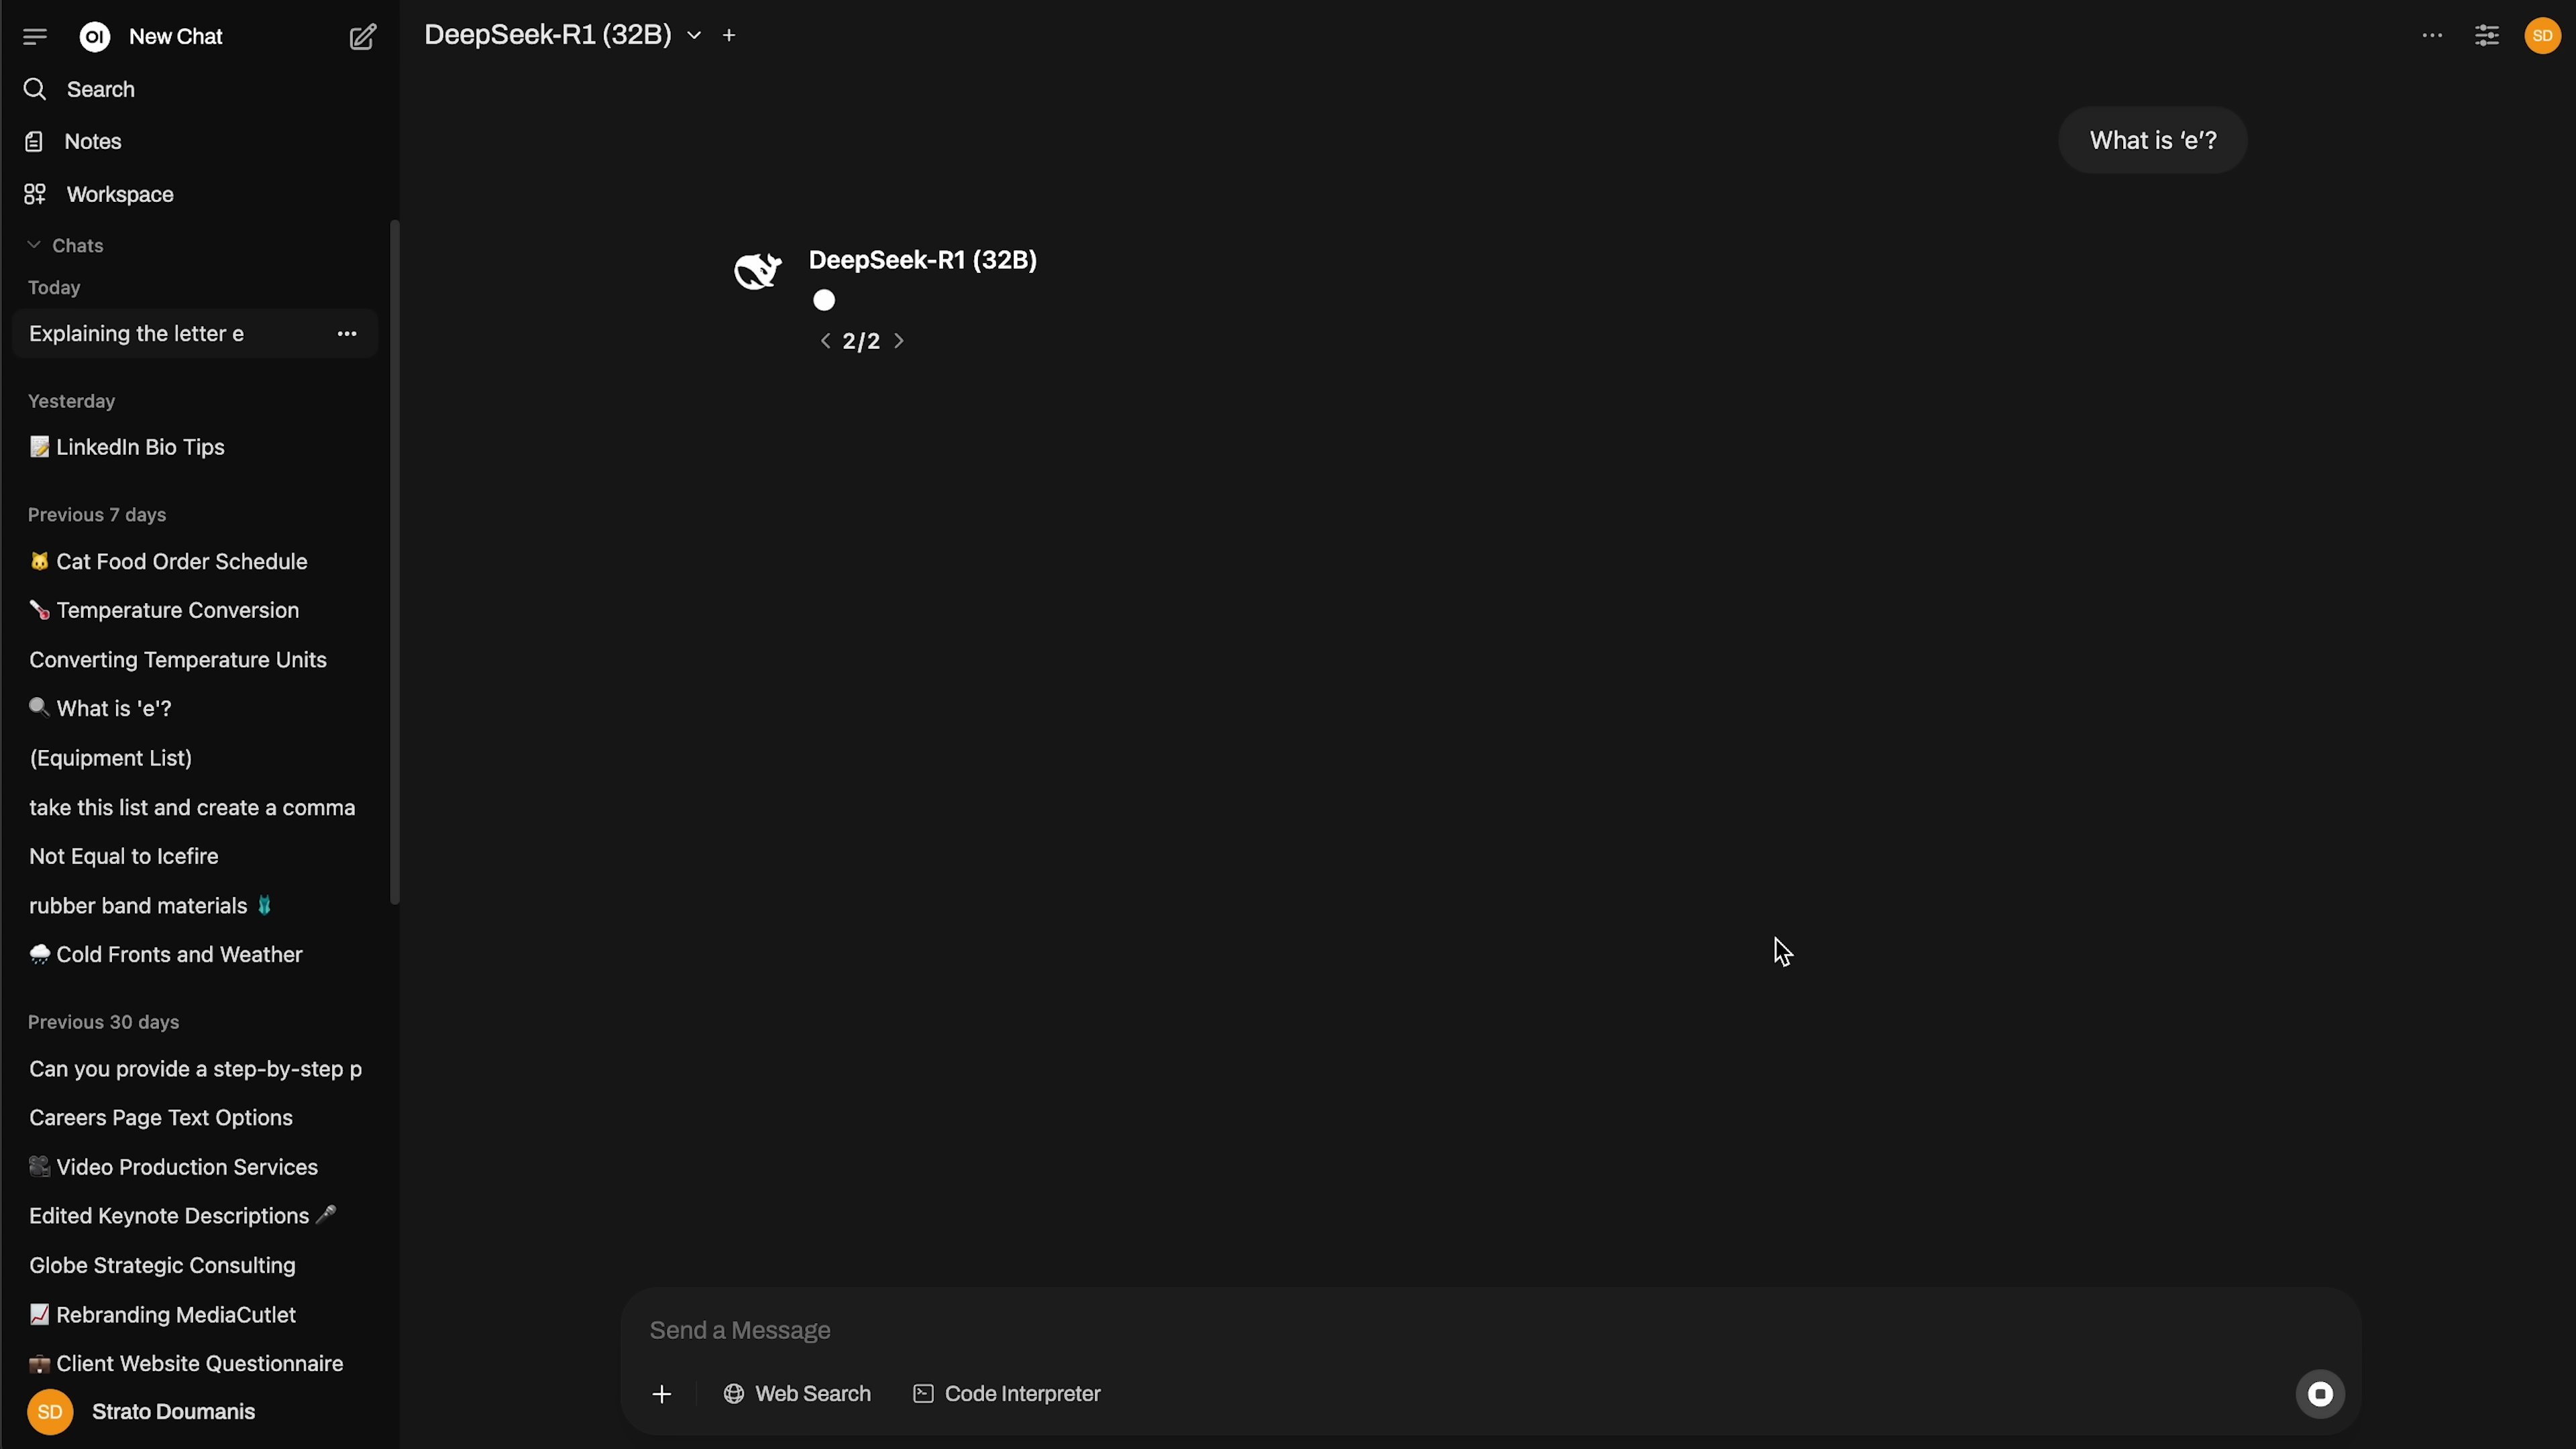 OI New Chat
Search
Notes
Workspace
Chats
Today
Explaining the letter e
Yesterday
LinkedIn Bio Tips
Previous 7 days
Cat Food Order Schedule
Temperature Conversion
Converting Temperature Units
What is 'e'?
(Equipment List)
take this list and create a comma
Not Equal to Icefire
rubber band materials
Cold Fronts and Weather
Previous 30 days
Can you provide a step-by-step p
Careers Page Text Options
Video Production Services
Edited Keynote Descriptions
Globe Strategic Consulting
Rebranding MediaCutlet
Client Website Questionnaire
SD Strato Doumanis
DeepSeek-R1 (32B)
SD
What is ‘e’?
DeepSeek-R1 (32B)
2/2
Send a Message
Web Search Code Interpreter